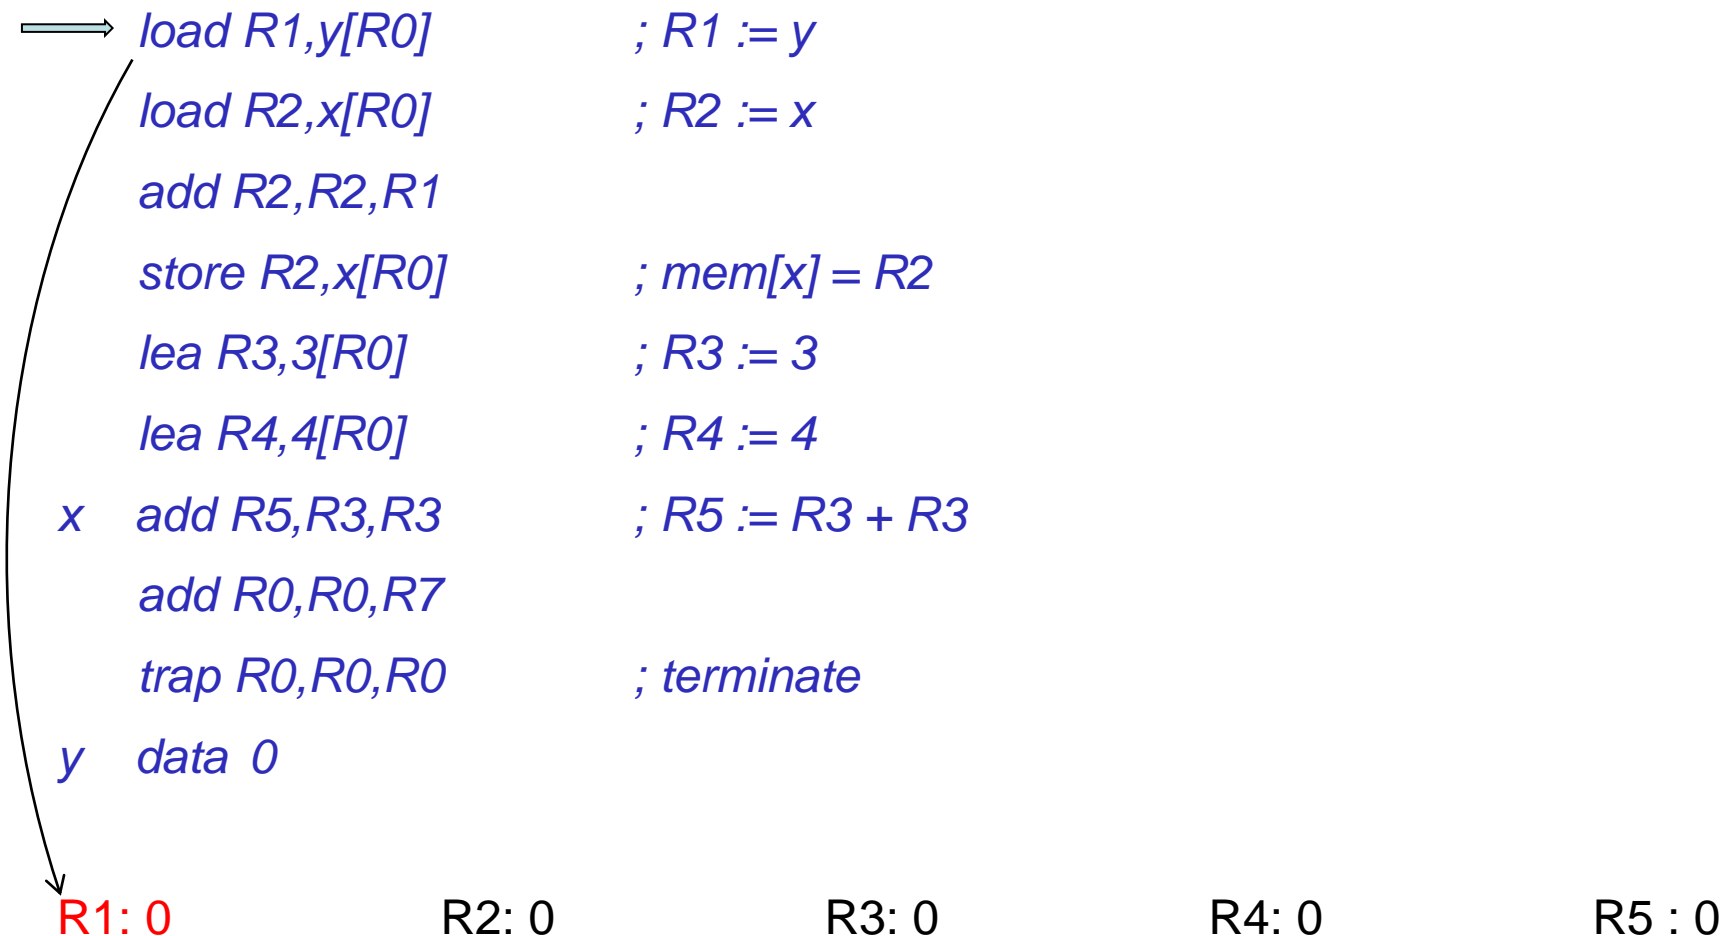 load R1,y[R0] ; R1 := y
load R2,x[R0] ; R2 := x
add R2,R2,R1
store R2,x[R0] ; mem[x] = R2
lea R3,3[R0] ; R3 := 3
lea R4,4[R0] ; R4 := 4
x add R5,R3,R3 ; R5 := R3 + R3
add R0,R0,R7
trap R0,R0,R0 ; terminate
y data 0
R1: 0 R2: 0 R3: 0 R4: 0 R5 : 0